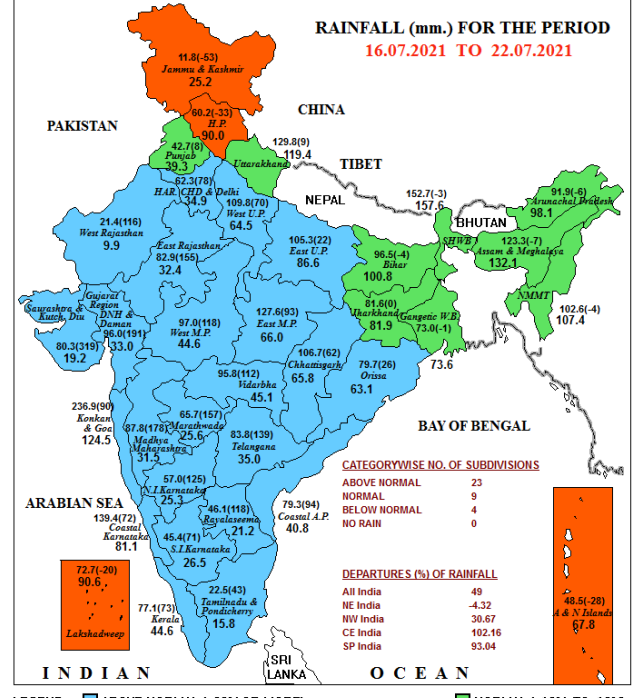 RAINFALL (mm.) FOR THE PERIOD
16.07.2021 TO 22.07.2021
11.8(-53)
Jammu & Kashmir
25.2
60.2(-33)
H.P.
90.0
CHINA
PAKISTAN
42.7(8)
Punjab
39.3
129.8(9)
119.4
Uttarakhand
TIBET
62.3(78)
HAR. CHD & Delhi
34.9
109.8(70)
West U.P.
64.5
NEPAL
152.7(-3)
157.6
BHUTAN
91.9(-6)
Arunachal Pradesh
98.1
21.4(116)
West Rajasthan
9.9
East Rajasthan
82.9(155)
32.4
105.3(22)
East U.P.
86.6
96.5(-4)
Bihar
100.8
SHWB
123.3(-7)
Assam & Meghalaya
132.1
NMMT
102.6(-4)
107.4
Saurashtra &
Kutch, Diu
80.3(319)
19.2
Gujarat
Region
DNH &
Daman
96.0(191)
33.0
97.0(118)
West M.P.
44.6
127.6(93)
East M.P.
66.0
81.6(0)
Jharkhand
81.9
Gangetic W.B.
73.0(-1)
73.6
106.7(62)
Chhattisgarh
65.8
79.7(26)
Orissa
63.1
95.8(112)
Vidarbha
45.1
236.9(90)
Konkan
& Goa
124.5
87.8(178)
Madhya
Maharashtra
31.5
65.7(157)
Marathwada
25.6
83.8(139)
Telangana
35.0
BAY OF BENGAL
57.0(125)
N.I.Karnataka
25.3
ARABIAN SEA
139.4(72)
Coastal
Karnataka
81.1
46.1(118)
Rayalaseema
21.2
79.3(94)
Coastal A.P.
40.8
45.4(71)
S.I.Karnataka
26.5
72.7(-20)
90.6
Lakshadweep
77.1(73)
Kerala
44.6
22.5(43)
Tamilnadu &
Pondicherry
15.8
CATEGORYWISE NO. OF SUBDIVISIONS
ABOVE NORMAL 23
NORMAL 9
BELOW NORMAL 4
NO RAIN 0
DEPARTURES (%) OF RAINFALL
All India 49
NE India -4.32
NW India 30.67
CE India 102.16
SP India 93.04
48.5(-28)
A & N Islands
67.8
SRI
LANKA
INDIAN OCEAN